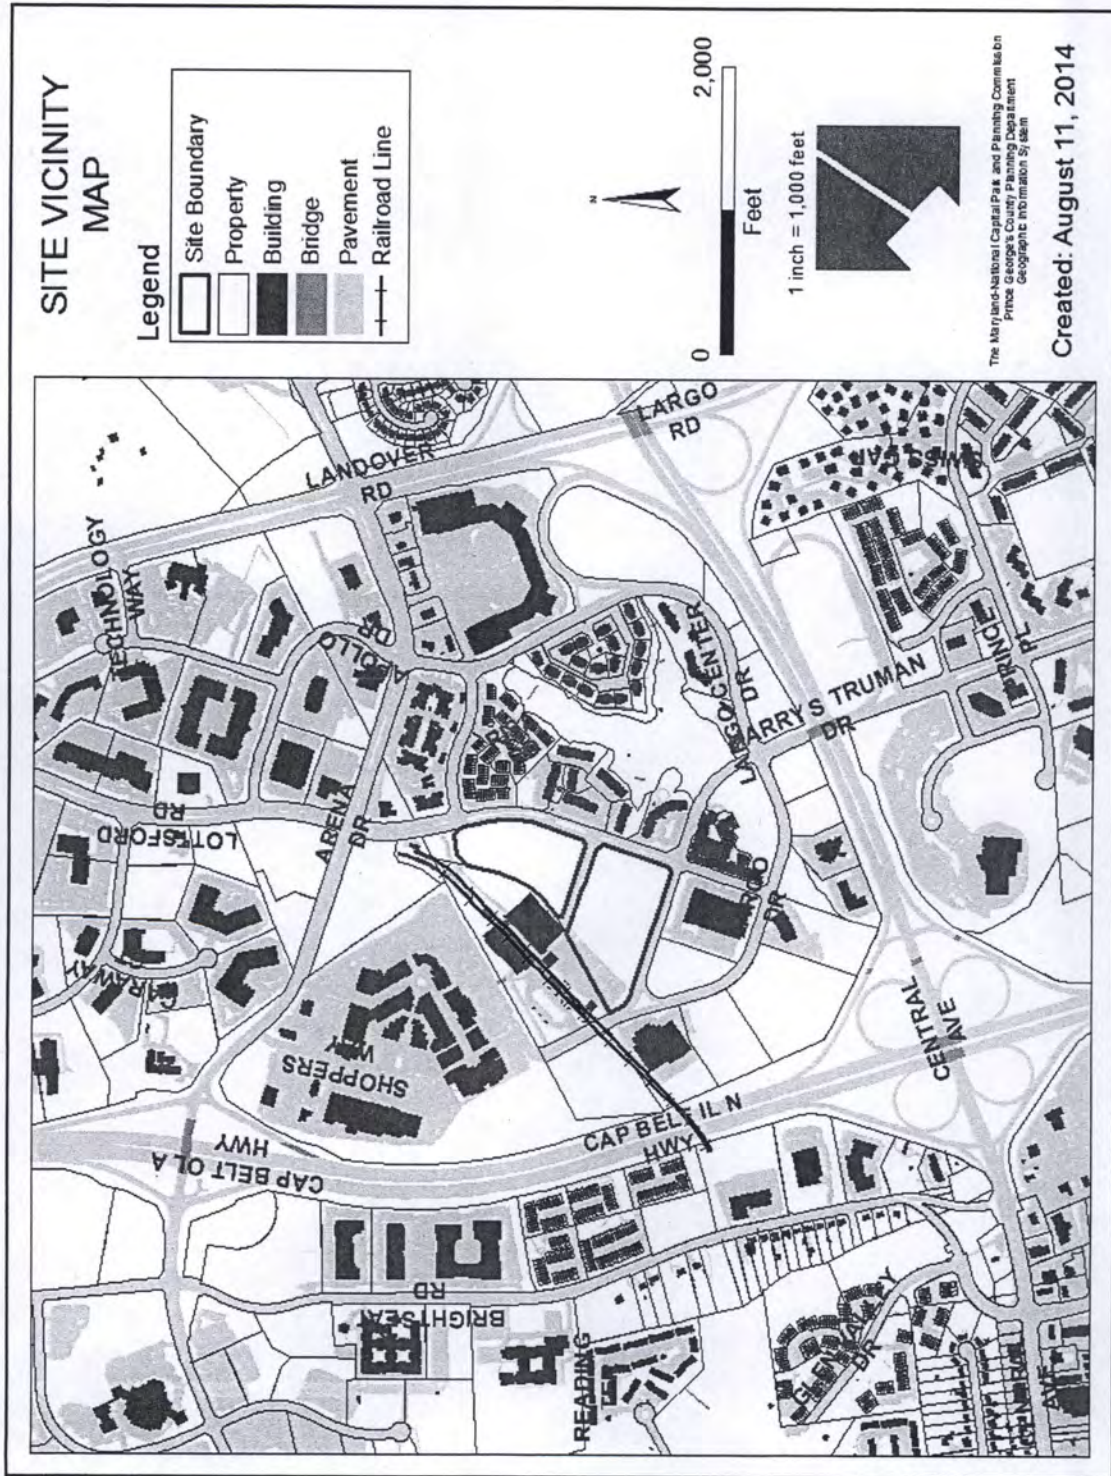 SITE VICINITY
MAP
Legend
Site Boundary
Property
Building
Bridge
Pavement
Railroad Line
N
0
2,000
Feet
1 inch = 1,000 feet
The Maryland-National Capital Park and Planning Commission
Prince George's County Planning Department
Geographic Information System
Created: August 11, 2014
TECHNOLOGY
WAY
LANDOVER
RD
LARGO
RD
APOLLO
DR
LOTTSFORD
RD
ARENA
DR
CARAWAY
SHOPPERS
WAY
CAP BELT OL A
HWY
CAP BELT IL N
HWY
BRIGHTSEAT
RD
READING
LARGO CENTER
DR
HARRY S TRUMAN
DR
PRINCE
PL
CENTRAL
AVE
DR
DR
CENTRAL
AVE